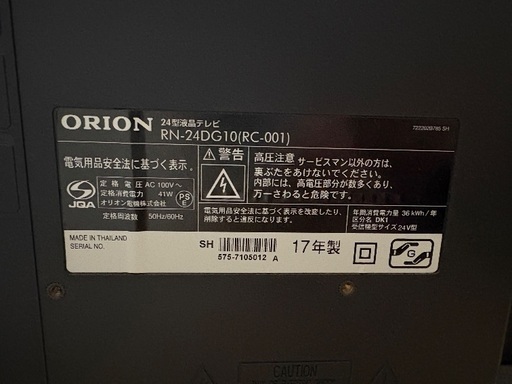 ORION 24型液晶テレビ
RN-24DG10(RC-001)
7222029785 SH
電気用品安全法に基づく表示
定格電圧 AC 100V～
定格消費電力 41W
オリオン電機株式会社
定格周波数 50Hz/60Hz
JQA
PS
E
警告
高圧注意 サービスマン以外の方は、
裏ぶたをあけないでください。
内部には、高電圧部分が数多くあり、
万一さわると危険です。
電気用品安全法に基づく表示を改変したり、
削除すると違反になります。
年間消費電力量 36 kWh/年
区分名 DK1
受信機型サイズ 24V型
MADE IN THAILAND
SERIAL NO.
SH
575-7105012 A
17年製
G
CAUTION